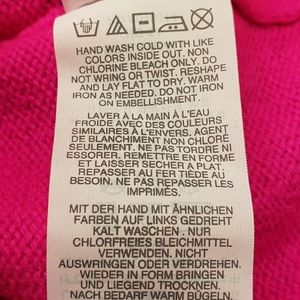 HAND WASH COLD WITH LIKE
COLORS INSIDE OUT. NON
CHLORINE BLEACH ONLY. DO
NOT WRING OR TWIST. RESHAPE
AND LAY FLAT TO DRY. WARM
IRON AS NEEDED. DO NOT IRON
ON EMBELLISHMENT.
LAVER À LA MAIN À L'EAU
FROIDE AVEC DES COULEURS
SIMILAIRES À L'ENVERS. AGENT
DE BLANCHIMENT NON CHLORÉ
SEULEMENT. NE PAS TORDRE NI
ESSORER. REMETTRE EN FORME
ET LAISSER SÉCHER À PLAT.
REPASSER AU FER TIÈDE AU
BESOIN. NE PAS REPASSER LES
IMPRIMÉS.
MIT DER HAND MIT ÄHNLICHEN
FARBEN AUF LINKS GEDREHT
KALT WASCHEN . NUR
CHLORFREIES BLEICHMITTEL
VERWENDEN. NICHT
AUSWRINGEN ODER VERDREHEN.
WIEDER IN FORM BRINGEN
UND LIEGEND TROCKNEN.
NACH BEDARF WARM BÜGELN.